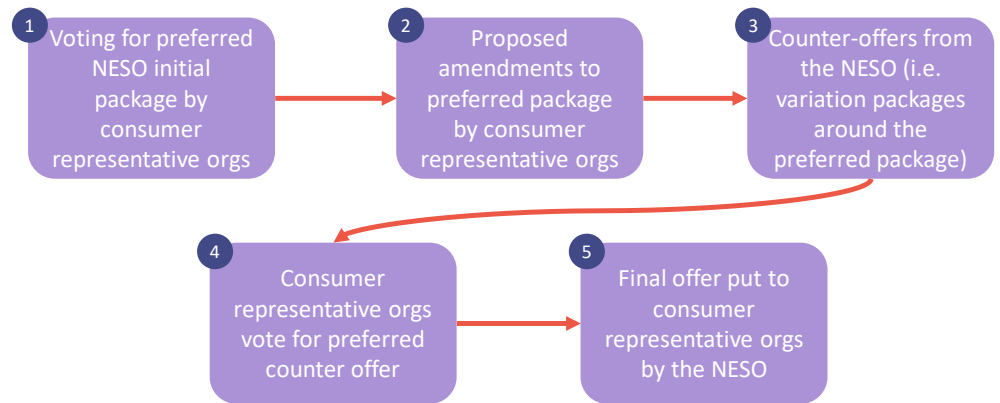 1
Voting for preferred
NESO initial
package by
consumer
representative orgs
2
Proposed
amendments to
preferred package
by consumer
representative orgs
3
Counter-offers from
the NESO (i.e.
variation packages
around the
preferred package)
4
Consumer
representative orgs
vote for preferred
counter offer
5
Final offer put to
consumer
representative orgs
by the NESO